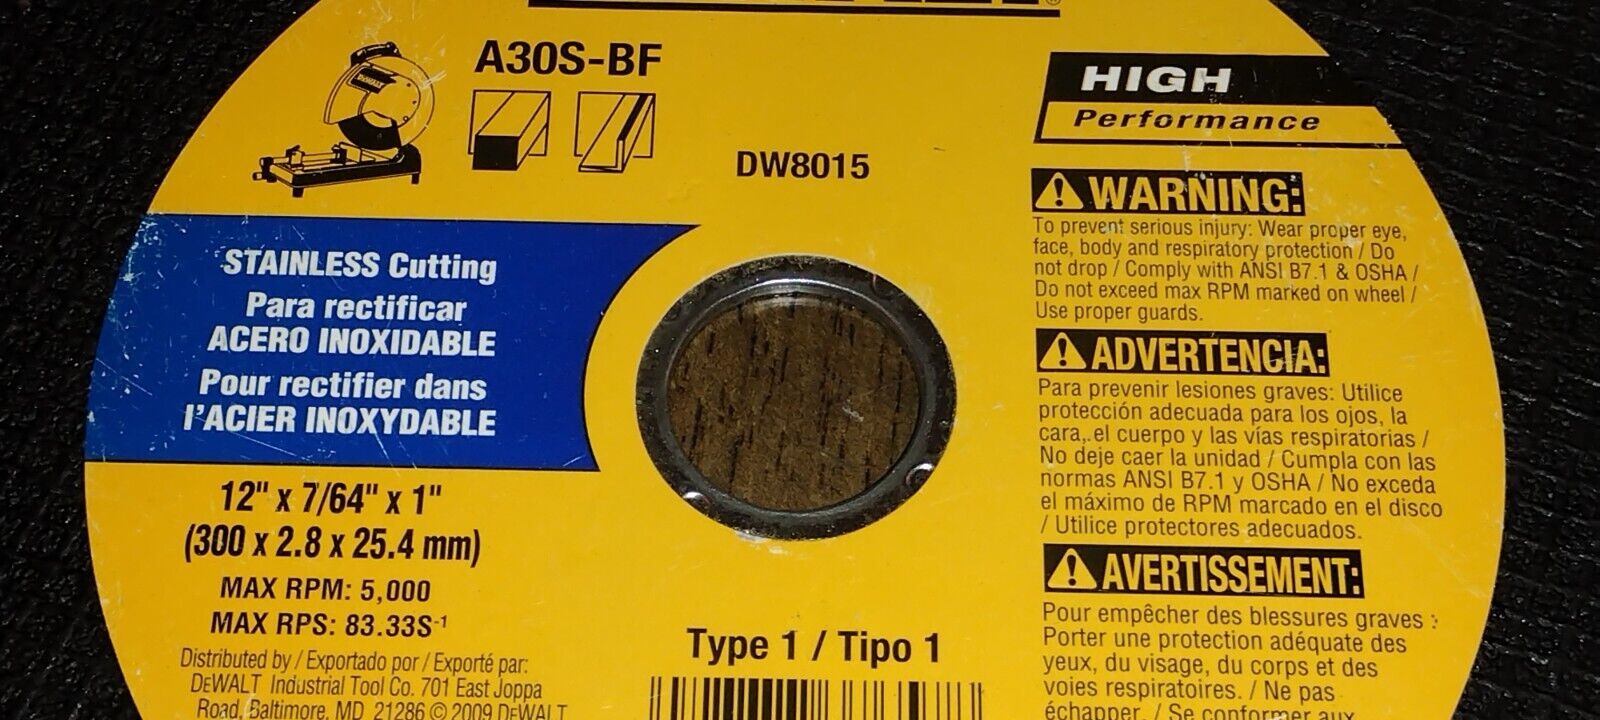 A30S-BF
DEWALT
HIGH
Performance
DW8015
STAINLESS Cutting
Para rectificar
ACERO INOXIDABLE
Pour rectifier dans
l'ACIER INOXYDABLE
12" x 7/64" x 1"
(300 x 2.8 x 25.4 mm)
MAX RPM: 5,000
MAX RPS: 83.33S-1
Distributed by / Exportado por / Exporté par:
DEWALT Industrial Tool Co. 701 East Joppa
Road, Baltimore, MD 21286 © 2009 DEWALT
Type 1 / Tipo 1
WARNING:
To prevent serious injury: Wear proper eye,
face, body and respiratory protection / Do
not drop / Comply with ANSI B7.1 & OSHA /
Do not exceed max RPM marked on wheel /
Use proper guards.
ADVERTENCIA:
Para prevenir lesiones graves: Utilice
protección adecuada para los ojos, la
cara, el cuerpo y las vías respiratorias /
No deje caer la unidad / Cumpla con las
normas ANSI B7.1 y OSHA / No exceda
el máximo de RPM marcado en el disco
/ Utilice protectores adecuados.
AVERTISSEMENT:
Pour empêcher des blessures graves :
Porter une protection adéquate des
yeux, du visage, du corps et des
voies respiratoires. / Ne pas
échapper. / Se conformer aux